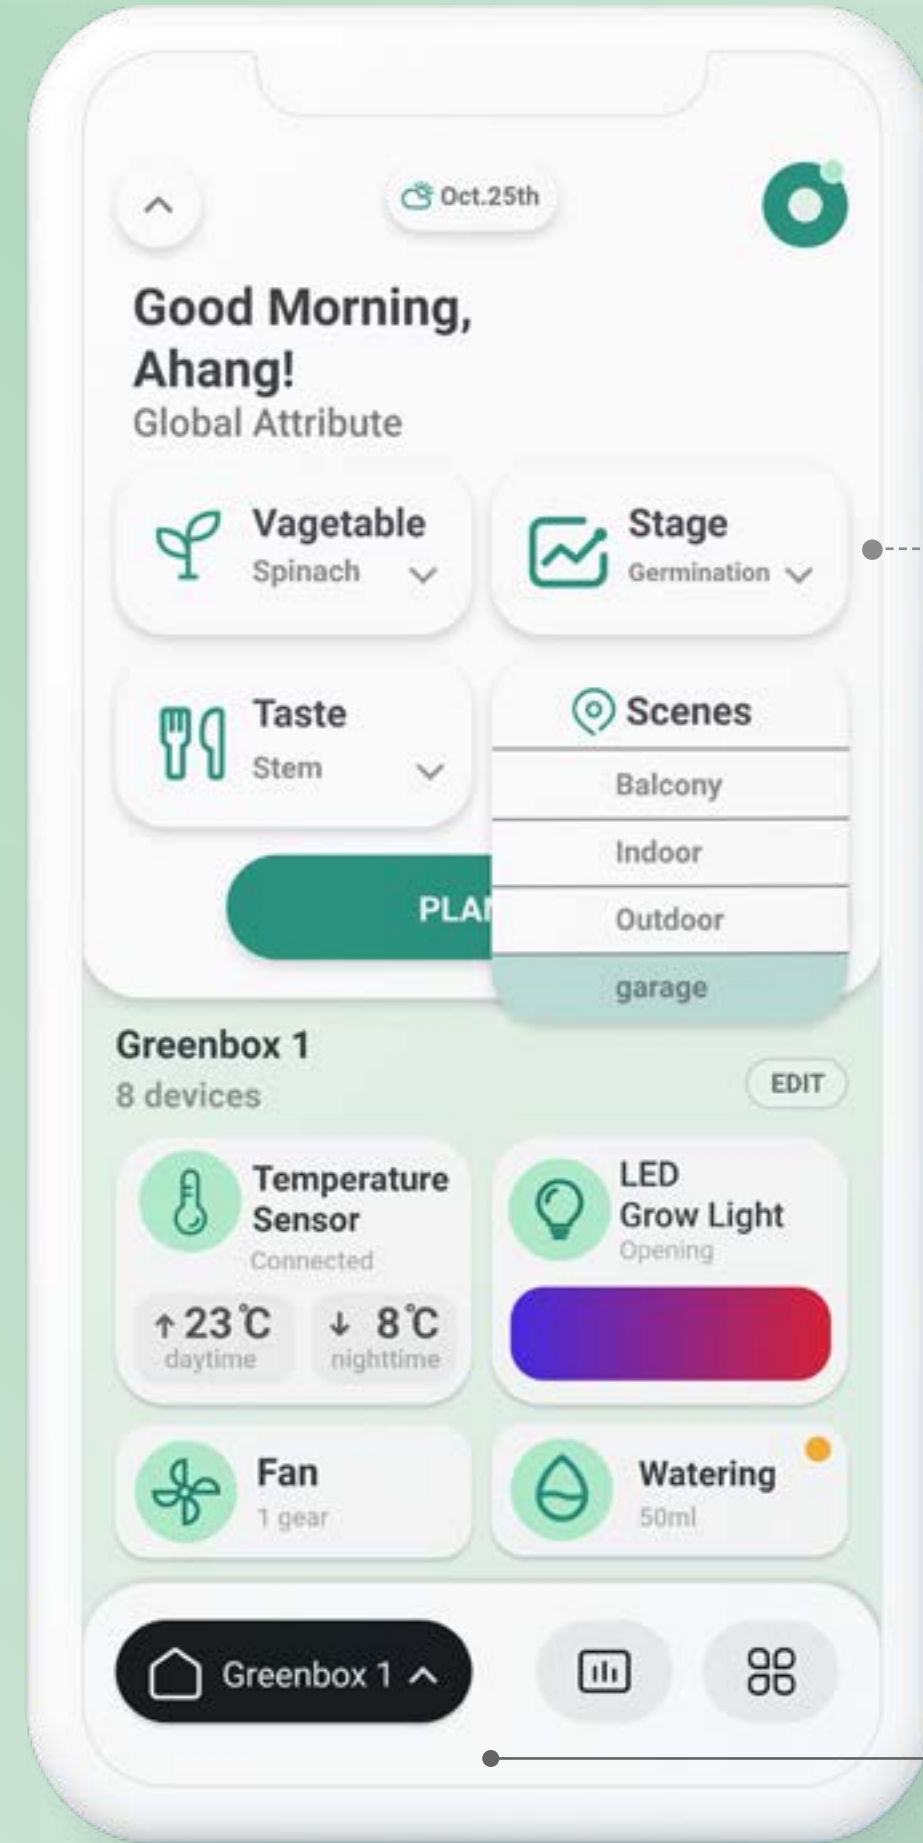 Oct.25th
Good Morning,
Ahang!
Global Attribute
Vagetable
Spinach
Stage
Germination
Taste
Stem
Scenes
Balcony
Indoor
Outdoor
garage
PLAN
Greenbox 1
8 devices
EDIT
Temperature
Sensor
Connected
↑ 23℃
daytime
↓ 8℃
nighttime
LED
Grow Light
Opening
Fan
1 gear
Watering
50ml
Greenbox 1